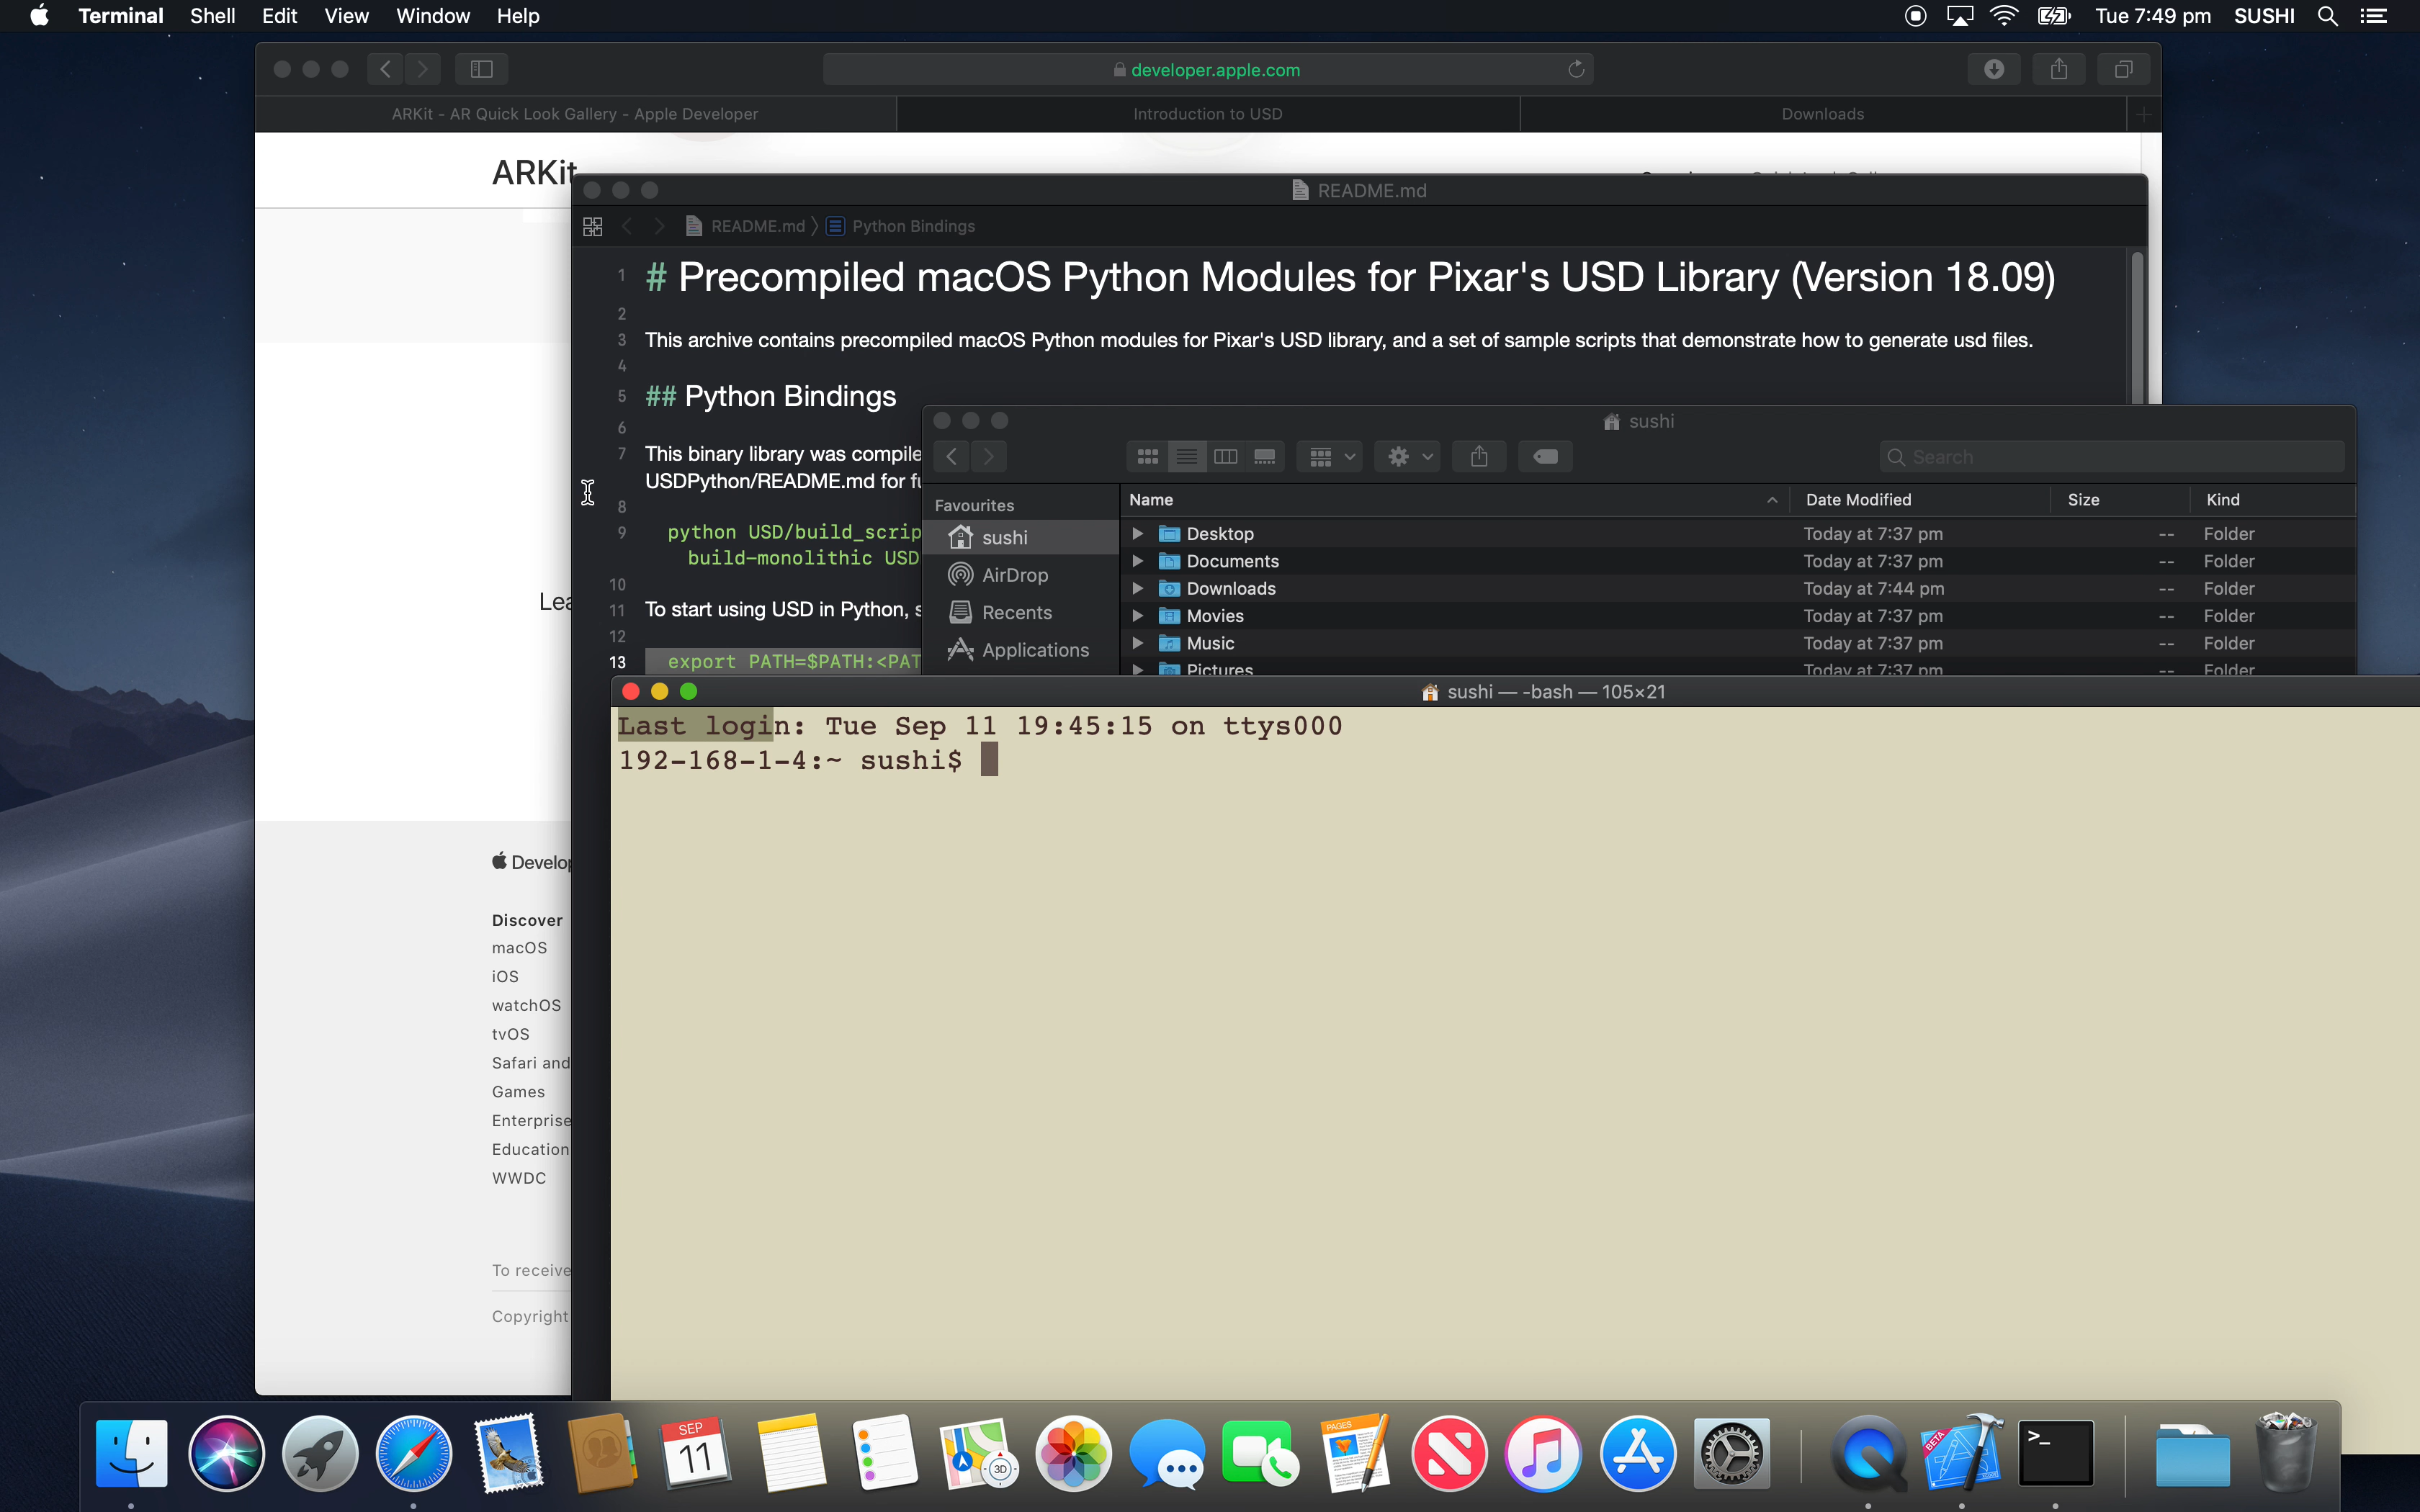 Terminal Shell Edit View Window Help
Tue 7:49 pm SUSHI
developer.apple.com
ARKit - AR Quick Look Gallery - Apple Developer
Introduction to USD
Downloads
ARKit
README.md
README.md
Python Bindings
1 # Precompiled macOS Python Modules for Pixar's USD Library (Version 18.09)
2
3 This archive contains precompiled macOS Python modules for Pixar's USD library, and a set of sample scripts that demonstrate how to generate usd files.
4
5 ## Python Bindings
6
7 This binary library was compile
USDPython/README.md for fu
8
9 python USD/build_scrip
build-monolithic USD
10
11 To start using USD in Python, s
12
13 export PATH=$PATH:<PAT
sushi
Search
Favourites
sushi
AirDrop
Recents
Applications
Name Date Modified Size Kind
Desktop Today at 7:37 pm -- Folder
Documents Today at 7:37 pm -- Folder
Downloads Today at 7:44 pm -- Folder
Movies Today at 7:37 pm -- Folder
Music Today at 7:37 pm -- Folder
Pictures Today at 7:37 pm -- Folder
sushi — -bash — 105×21
Last login: Tue Sep 11 19:45:15 on ttys000
192-168-1-4:~ sushi$
Lea
Develop
Discover
macOS
iOS
watchOS
tvOS
Safari and
Games
Enterprise
Education
WWDC
To receive
Copyright
SEP
11
3D
PAGES
BETA
>_